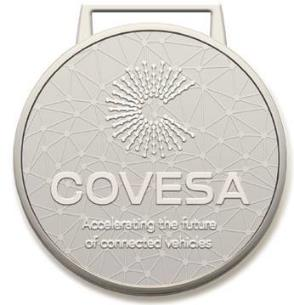 COVESA
Accelerating the future
of connected vehicles